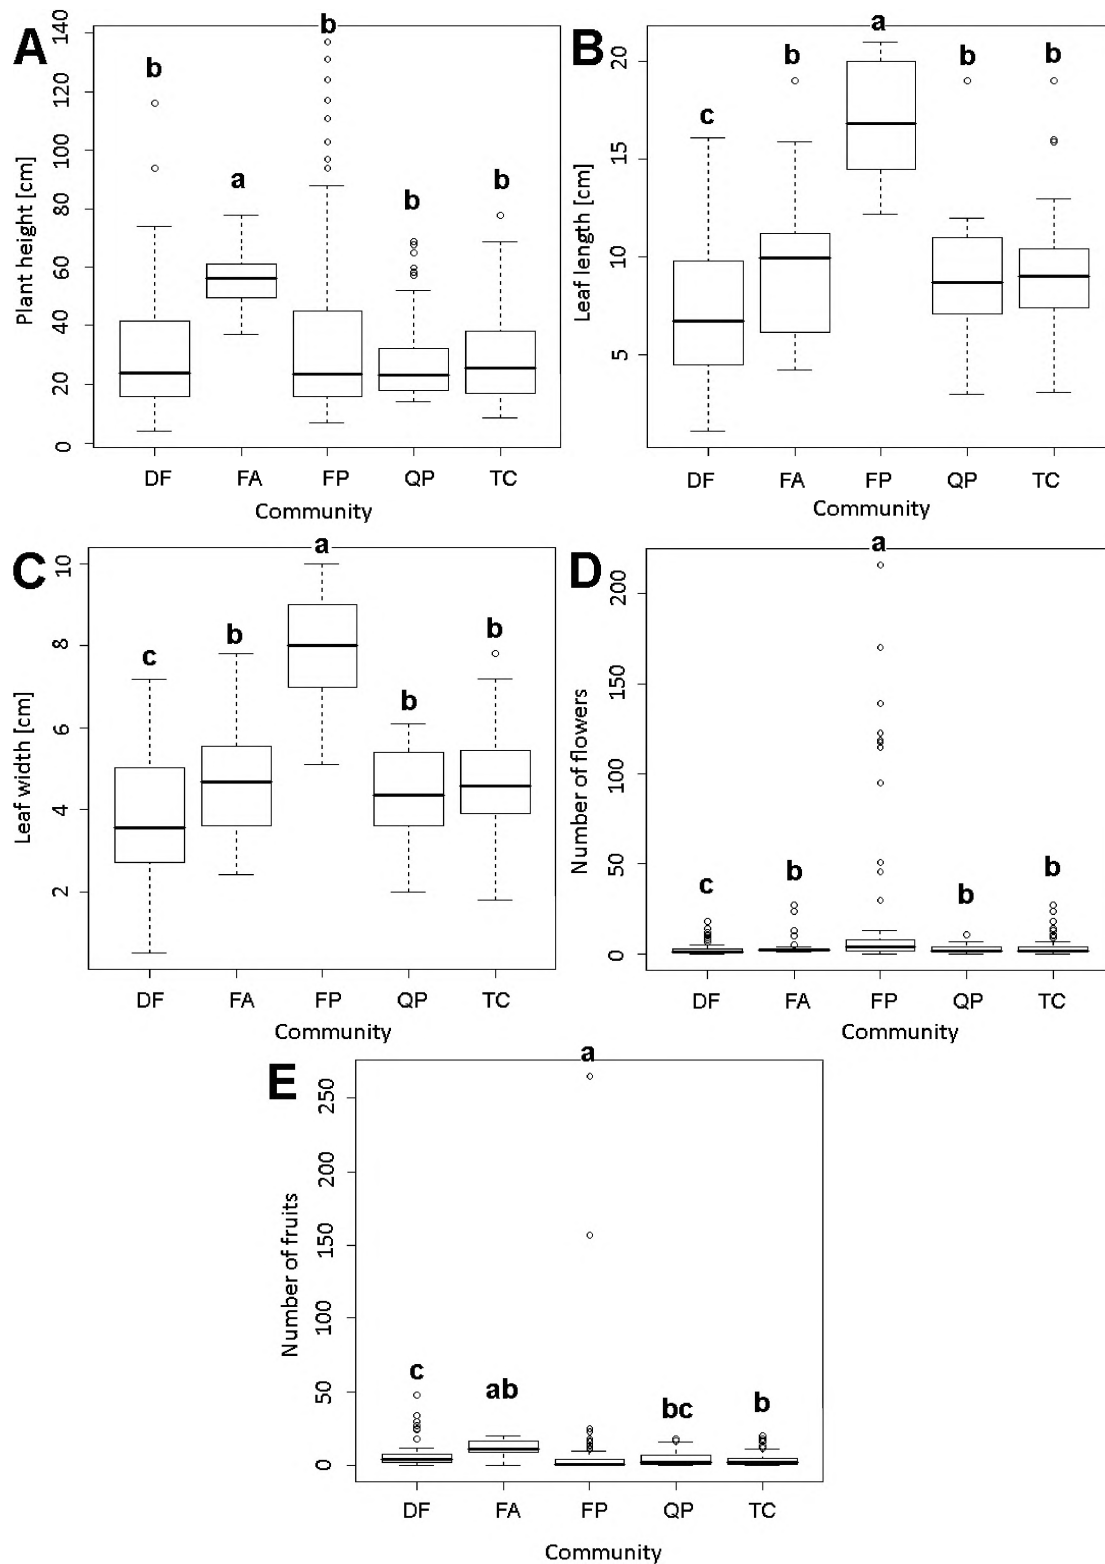 A
Plant height [cm]
140
120
100
80
60
40
20
0
b
a
b
b
b
DF FA FP QP TC
Community
B
Leaf length [cm]
20
15
10
5
c
b
a
b
b
DF FA FP QP TC
Community
C
Leaf width [cm]
10
8
6
4
2
c
b
a
b
b
DF FA FP QP TC
Community
D
Number of flowers
200
150
100
50
0
c
b
a
b
b
DF FA FP QP TC
Community
E
Number of fruits
250
200
150
100
50
0
c
ab
a
bc
b
DF FA FP QP TC
Community